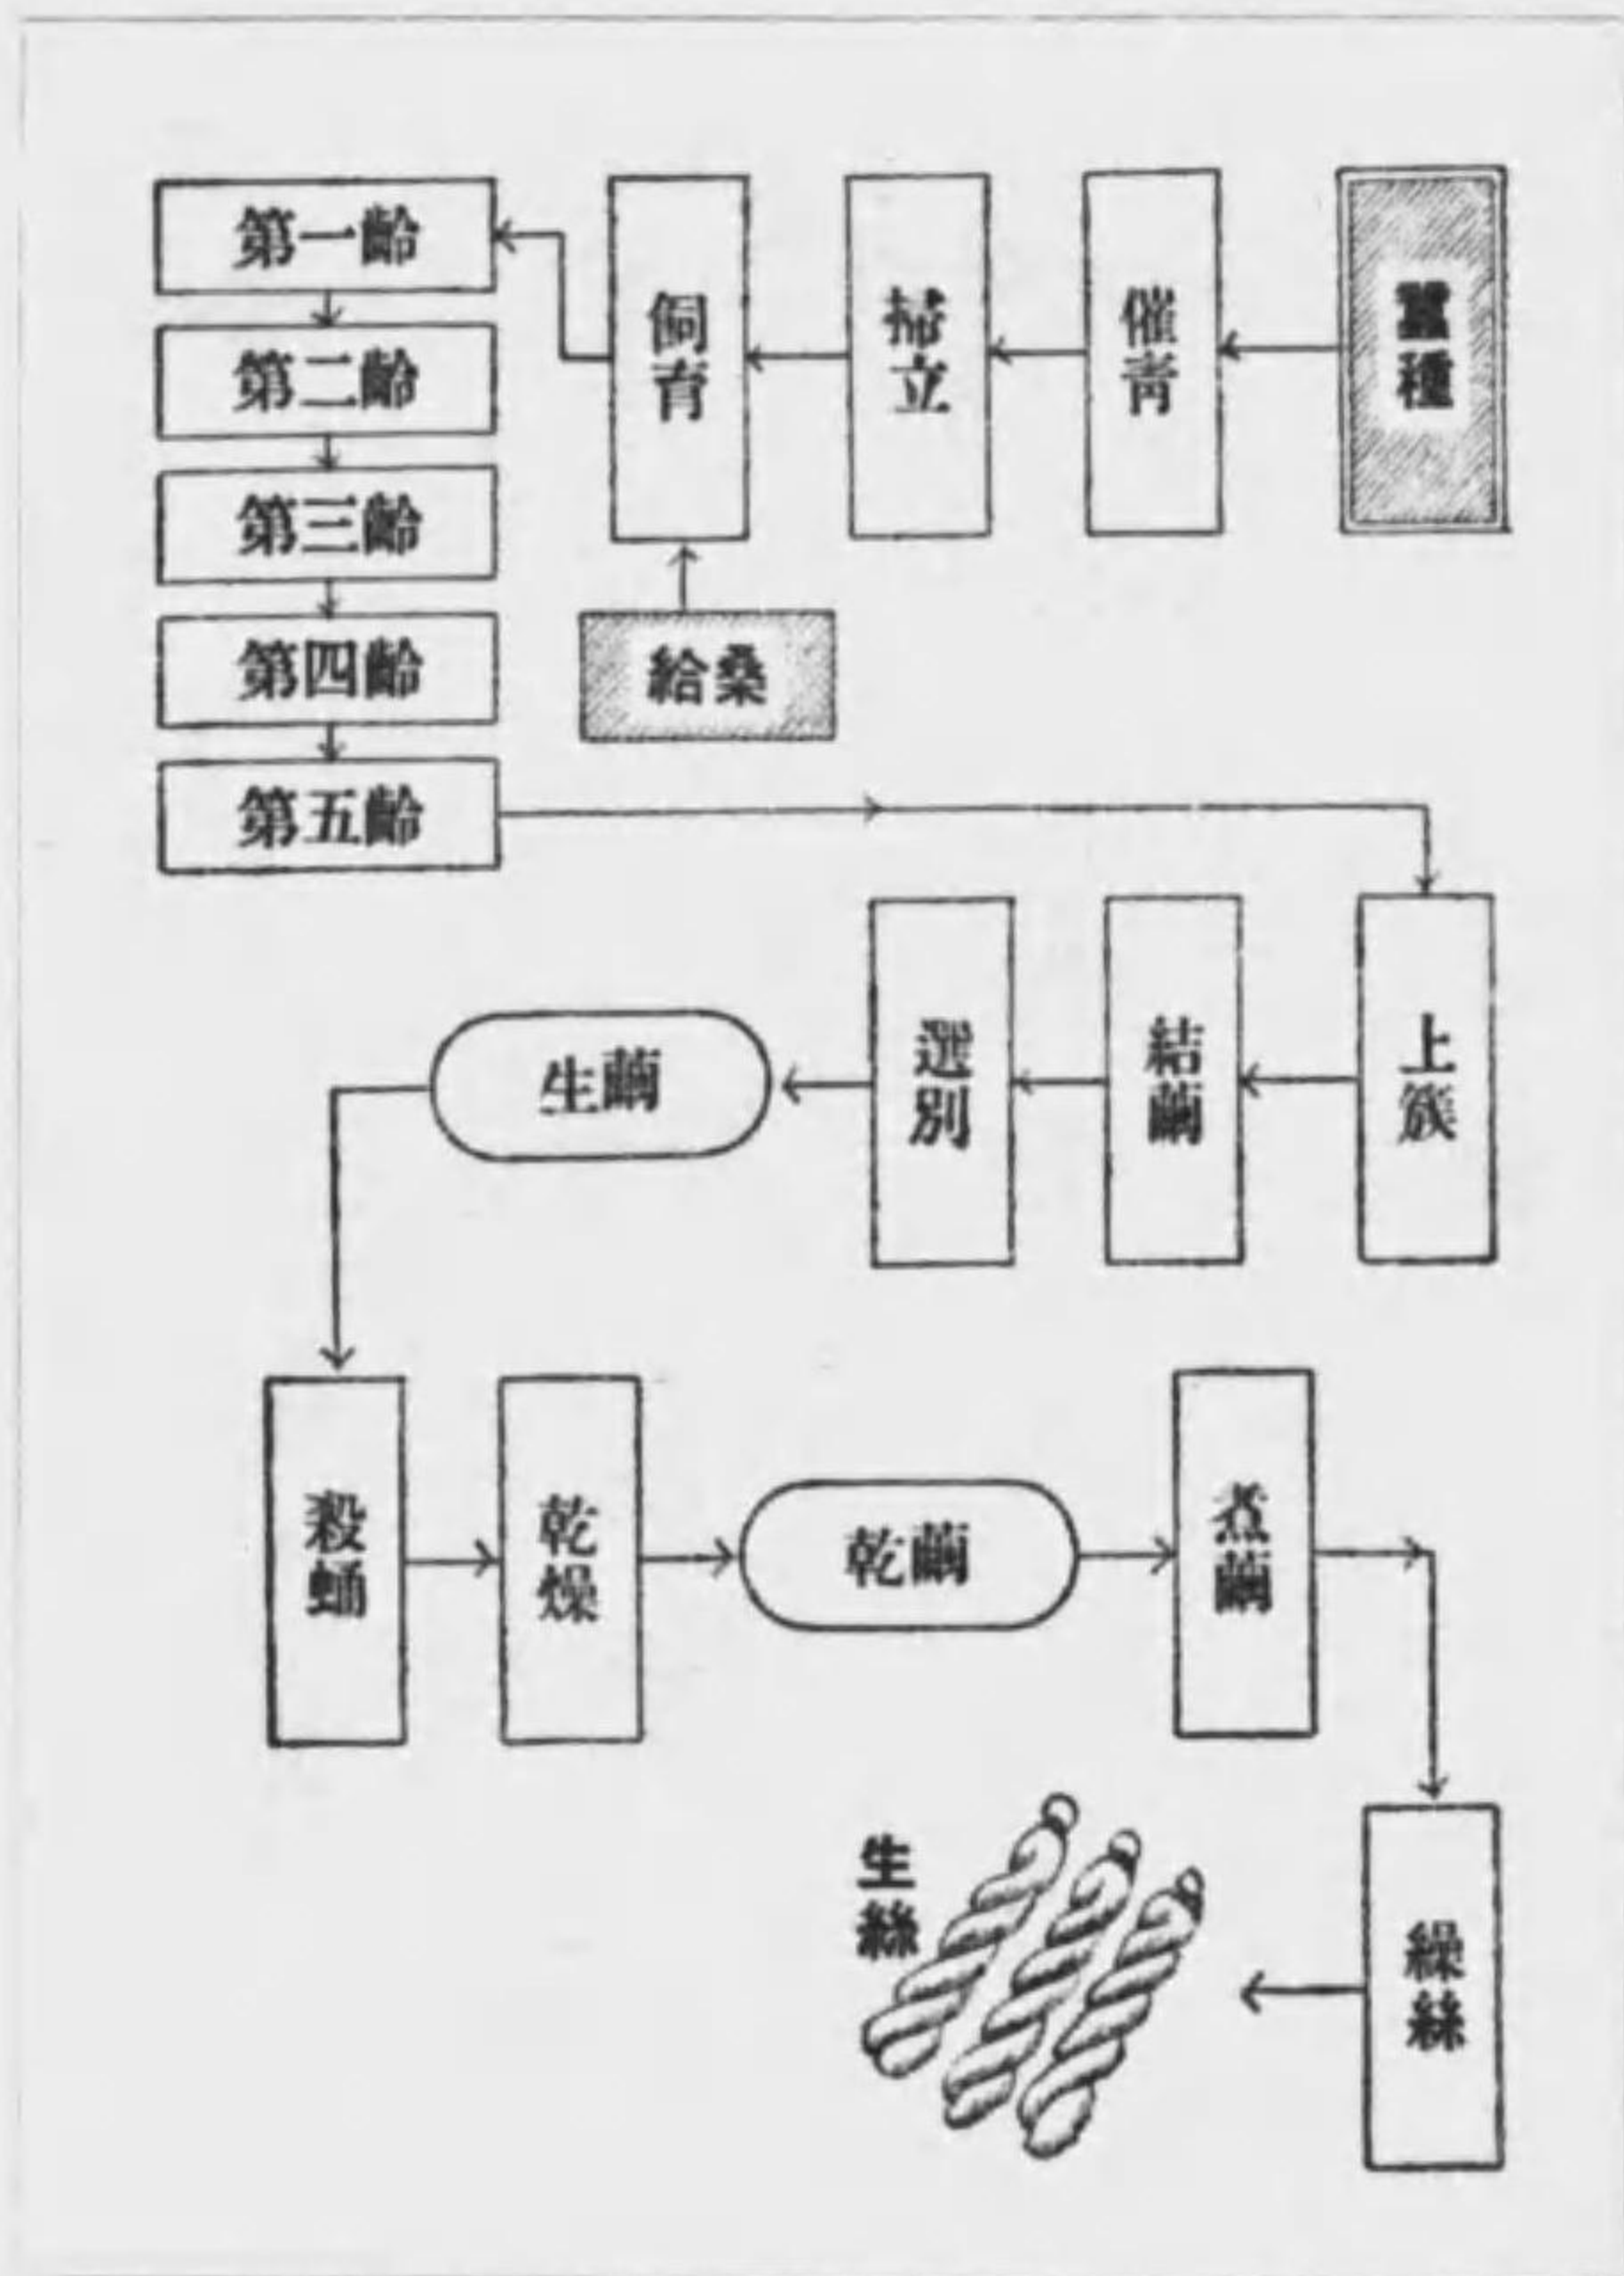 蠶種
催靑
掃立
飼育
給桑
第一齡
第二齡
第三齡
第四齡
第五齡
上簇
結繭
選別
生繭
殺蛹
乾燥
乾繭
煮繭
繰絲
生絲